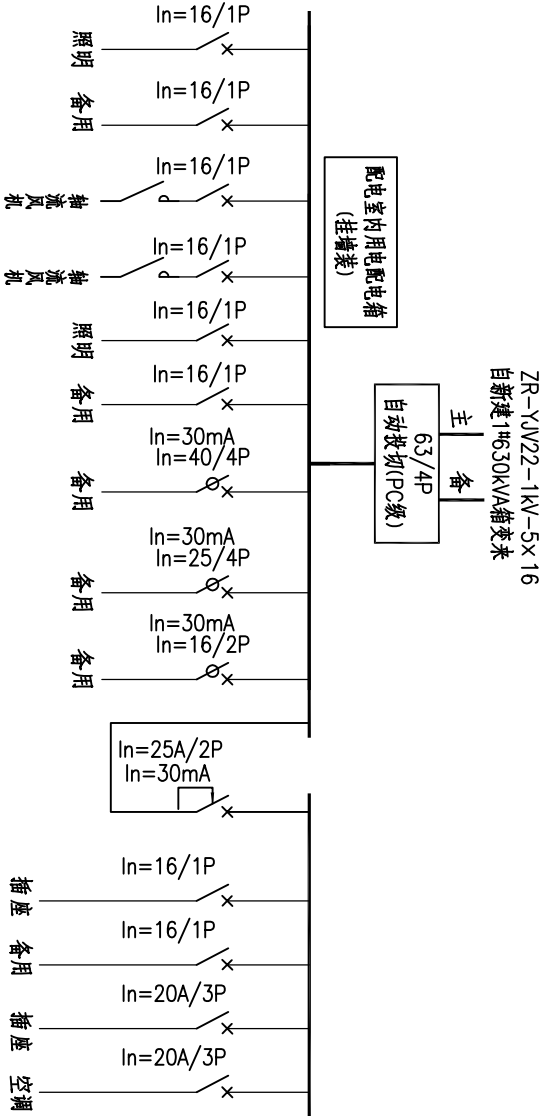 ZR-YJV22-1kV-5×16
自新建1#630kVA箱变来
主
备
63/4P
自动投切(PC级)
配电室内用电配电箱
(挂墙装)
In=16/1P
照明
In=16/1P
备用
In=16/1P
轴流风机
In=16/1P
轴流风机
In=16/1P
照明
In=16/1P
备用
In=30mA
In=40/4P
备用
In=30mA
In=25/4P
备用
In=30mA
In=16/2P
备用
In=25A/2P
In=30mA
In=16/1P
插座
In=16/1P
备用
In=20A/3P
插座
In=20A/3P
空调